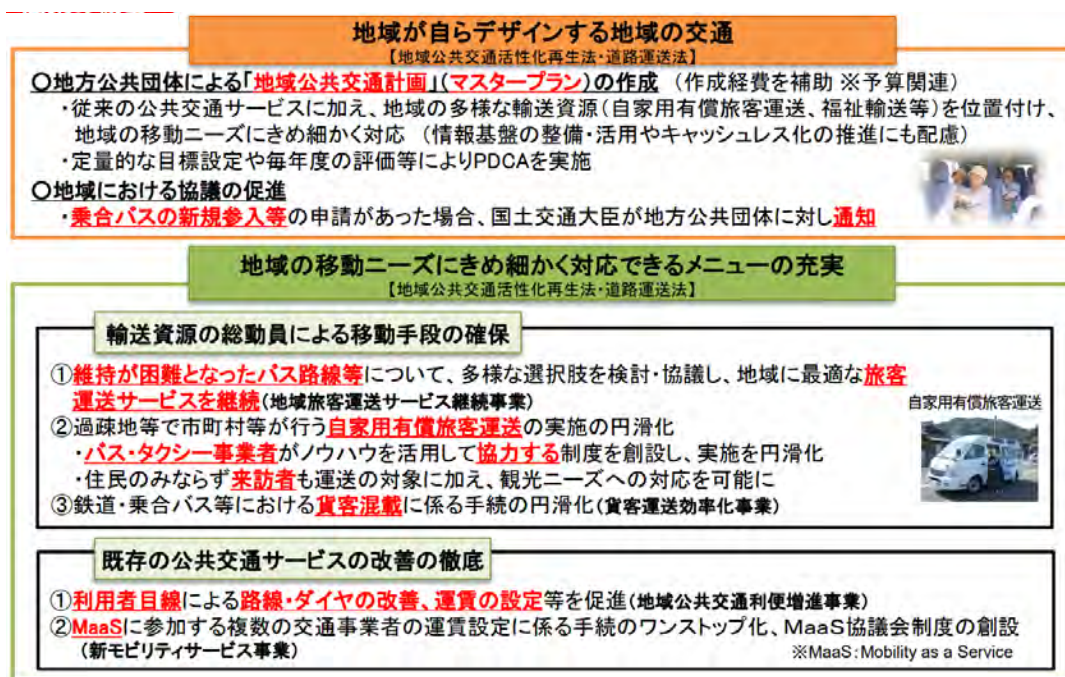 地域が自らデザインする地域の交通
【地域公共交通活性化再生法・道路運送法】
〇地方公共団体による「地域公共交通計画」(マスタープラン)の作成 (作成経費を補助 ※予算関連)
・従来の公共交通サービスに加え、地域の多様な輸送資源(自家用有償旅客運送、福祉輸送等)を位置付け、
地域の移動ニーズにきめ細かく対応 (情報基盤の整備・活用やキャッシュレス化の推進にも配慮)
・定量的な目標設定や毎年度の評価等によりPDCAを実施
〇地域における協議の促進
・乗合バスの新規参入等の申請があった場合、国土交通大臣が地方公共団体に対し通知
地域の移動ニーズにきめ細かく対応できるメニューの充実
【地域公共交通活性化再生法・道路運送法】
輸送資源の総動員による移動手段の確保
①維持が困難となったバス路線等について、多様な選択肢を検討・協議し、地域に最適な旅客
運送サービスを継続(地域旅客運送サービス継続事業)
自家用有償旅客運送
②過疎地等で市町村等が行う自家用有償旅客運送の実施の円滑化
・バス・タクシー事業者がノウハウを活用して協力する制度を創設し、実施を円滑化
・住民のみならず来訪者も運送の対象に加え、観光ニーズへの対応を可能に
③鉄道・乗合バス等における貨客混載に係る手続の円滑化(貨客運送効率化事業)
既存の公共交通サービスの改善の徹底
①利用者目線による路線・ダイヤの改善、運賃の設定等を促進(地域公共交通利便増進事業)
②MaaSに参加する複数の交通事業者の運賃設定に係る手続のワンストップ化、MaaS協議会制度の創設
(新モビリティサービス事業)
※MaaS:Mobility as a Service